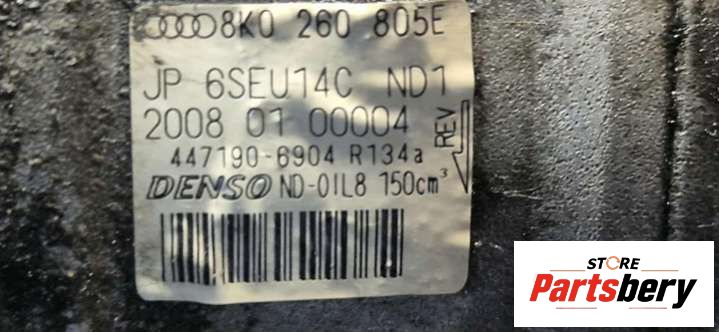 8K0 260 805E
JP 6SEU14C ND1
2008 01 00004
447190-6904 R134a
DENSO ND-OIL8 150cm³
REV
STORE
Partsbery